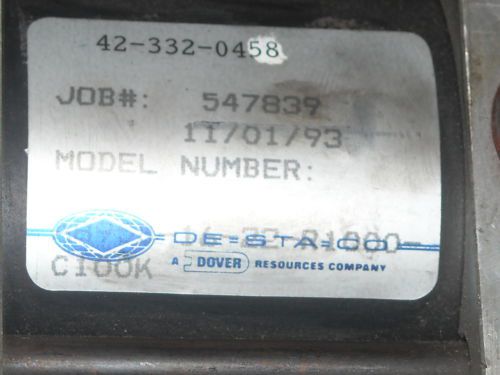 42-332-0458
JOB#: 547839
11/01/93
MODEL NUMBER:
DE-STA-CO
C100K
A DOVER RESOURCES COMPANY